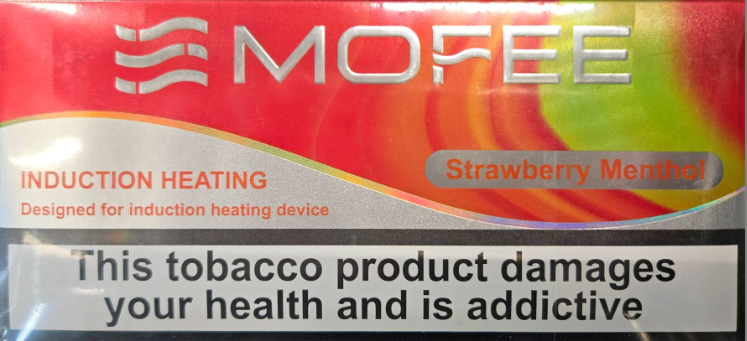 MOFEE
Strawberry Menthol
INDUCTION HEATING
Designed for induction heating device
This tobacco product damages
your health and is addictive